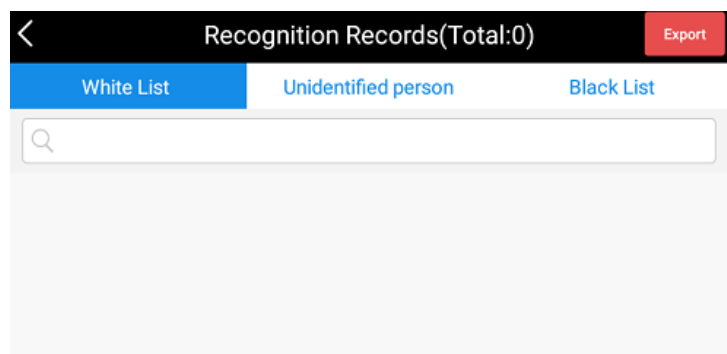 Recognition Records(Total:0)
Export
White List
Unidentified person
Black List